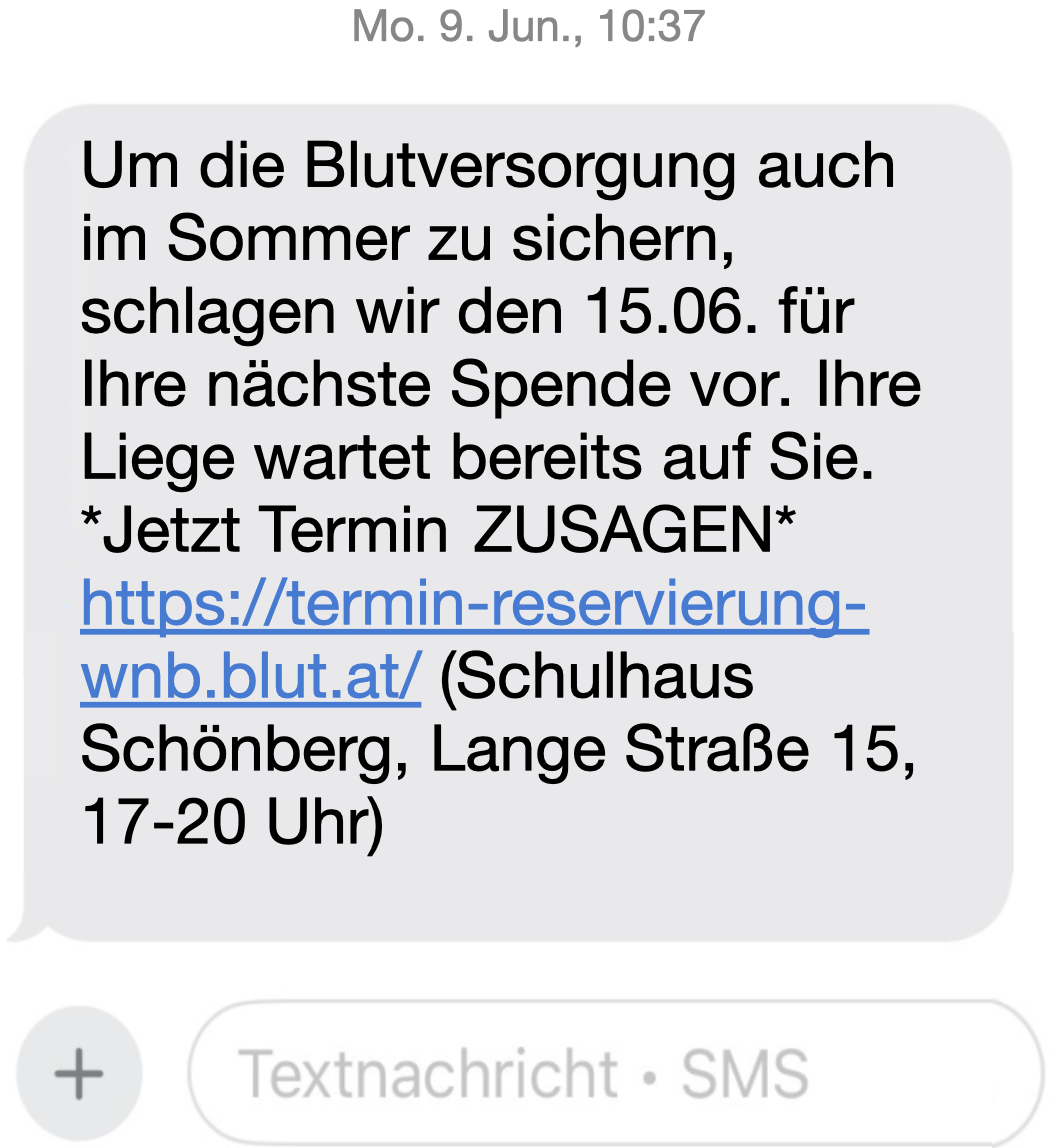 Mo. 9. Jun., 10:37
Um die Blutversorgung auch
im Sommer zu sichern,
schlagen wir den 15.06. für
Ihre nächste Spende vor. Ihre
Liege wartet bereits auf Sie.
*Jetzt Termin ZUSAGEN*
https://termin-reservierung-
wnb.blut.at/ (Schulhaus
Schönberg, Lange Straße 15,
17-20 Uhr)
Textnachricht • SMS